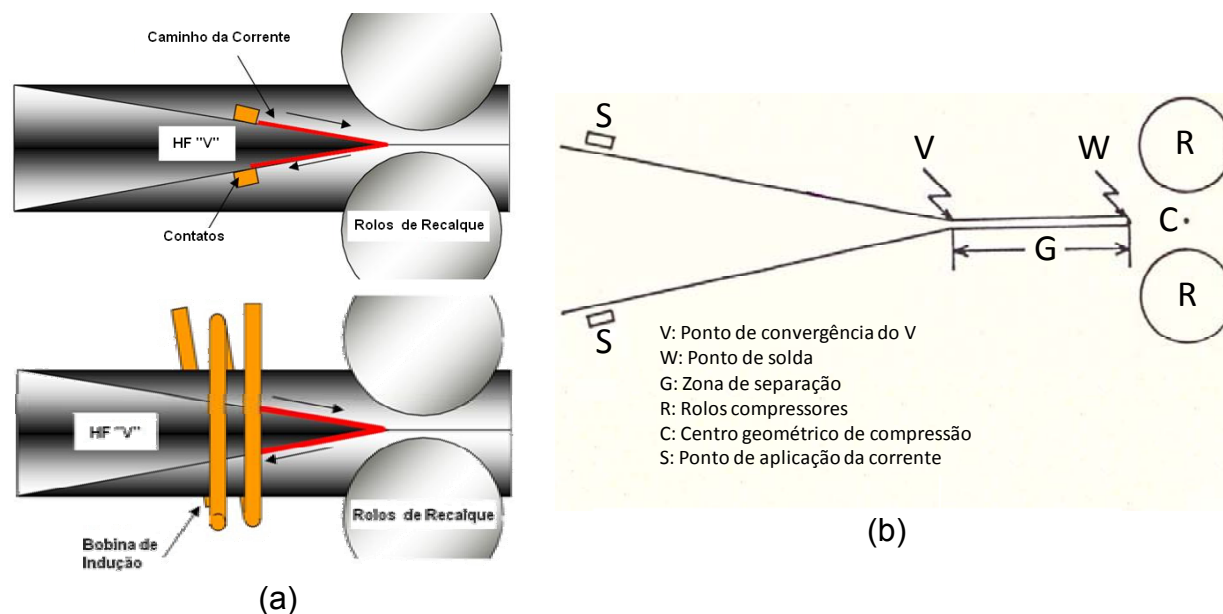 Caminho da Corrente
HF "V"
Contatos
Rolos de Recalque
HF "V"
Rolos de Recalque
Bobina de
Indução
(a)
S
V
W
R
C
G
S
R
V: Ponto de convergência do V
W: Ponto de solda
G: Zona de separação
R: Rolos compressores
C: Centro geométrico de compressão
S: Ponto de aplicação da corrente
(b)